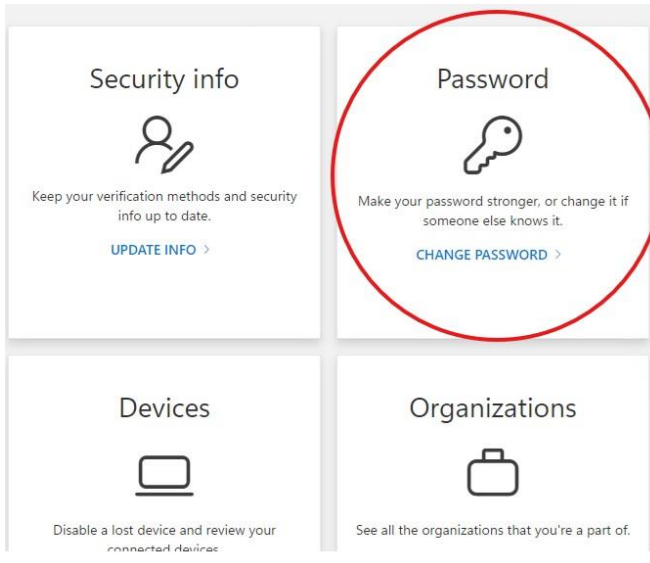 Security info
Keep your verification methods and security
info up to date.
UPDATE INFO >
Password
Make your password stronger, or change it if
someone else knows it.
CHANGE PASSWORD >
Devices
Disable a lost device and review your
connected devices
Organizations
See all the organizations that you're a part of.